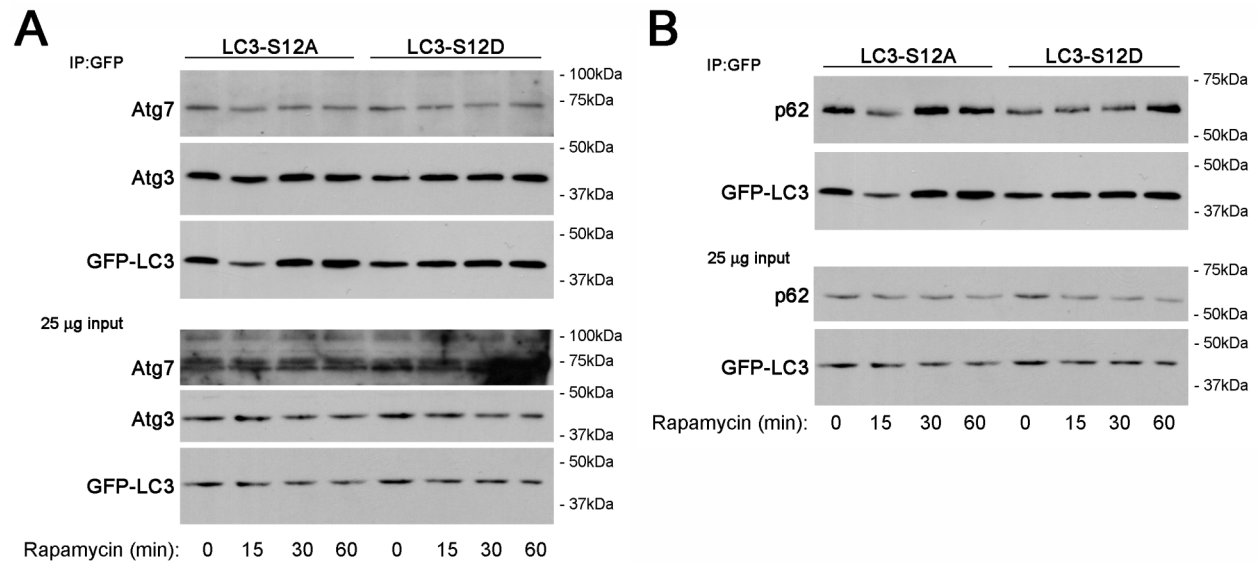 A
LC3-S12A LC3-S12D
IP:GFP
- 100kDa
Atg7
- 75kDa
- 50kDa
Atg3
- 37kDa
- 50kDa
GFP-LC3
- 37kDa
25 µg input
- 100kDa
Atg7
- 75kDa
- 50kDa
Atg3
- 37kDa
- 50kDa
GFP-LC3
- 37kDa
Rapamycin (min): 0 15 30 60 0 15 30 60
B
LC3-S12A LC3-S12D
IP:GFP
- 75kDa
p62
- 50kDa
- 50kDa
GFP-LC3
- 37kDa
25 µg input
- 75kDa
p62
- 50kDa
- 50kDa
GFP-LC3
- 37kDa
Rapamycin (min): 0 15 30 60 0 15 30 60